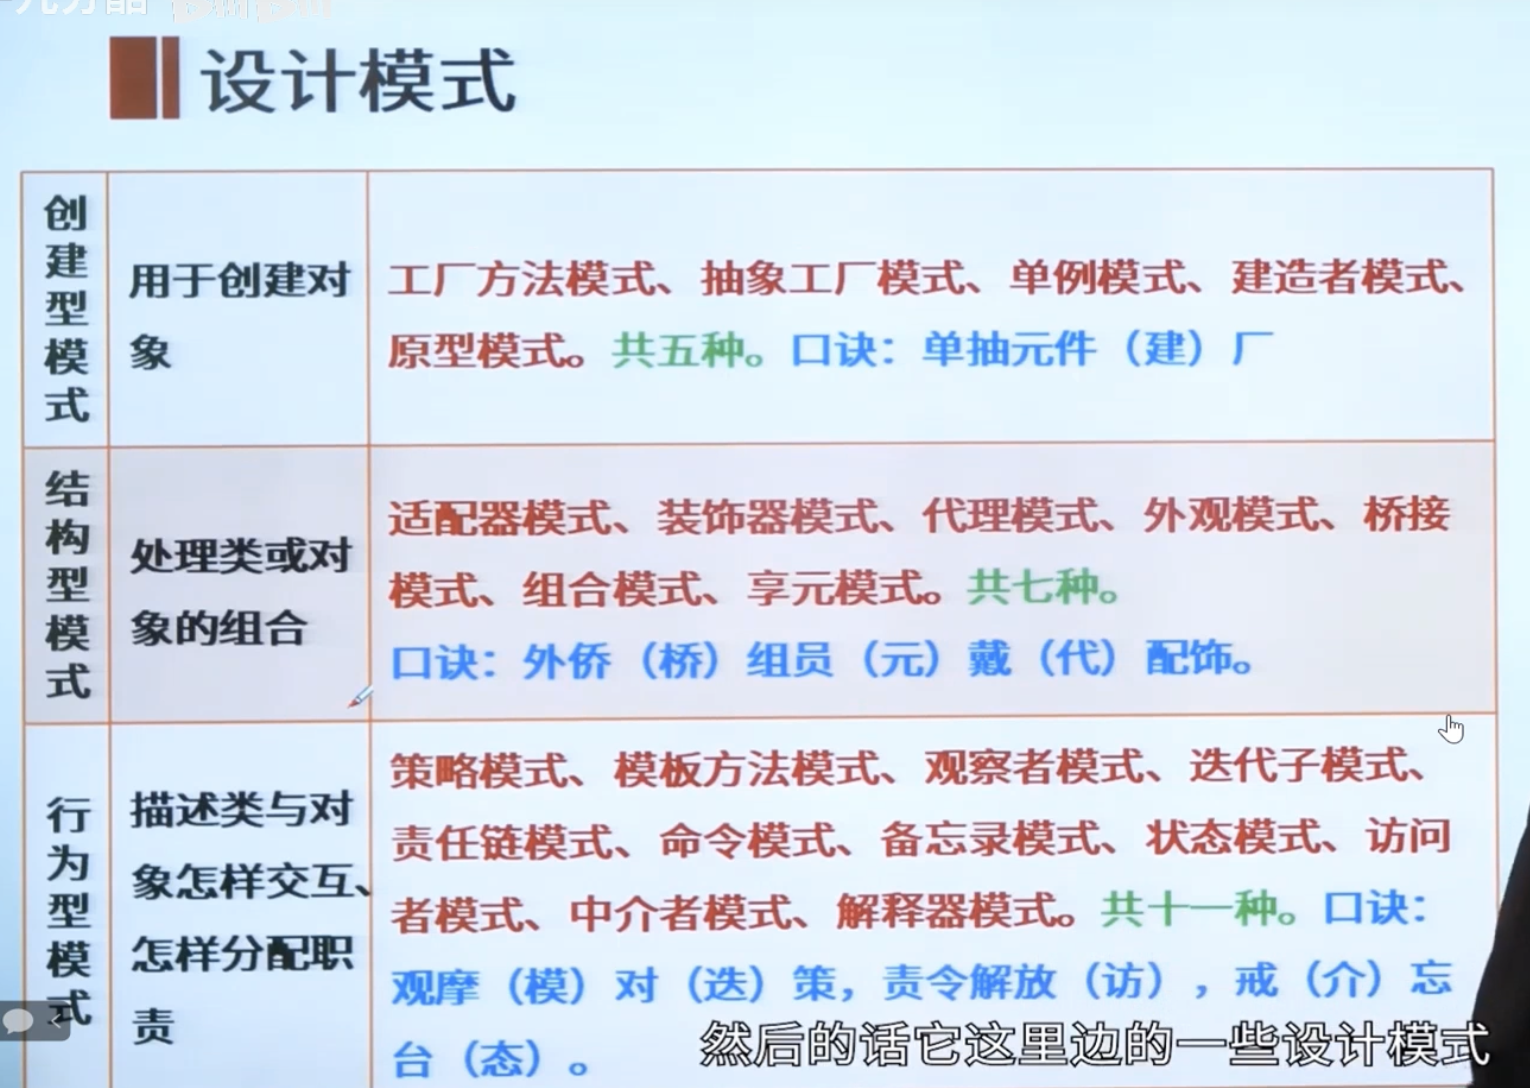 设计模式
创建型模式
用于创建对
象
工厂方法模式、抽象工厂模式、单例模式、建造者模式、
原型模式。共五种。口诀：单抽元件（建）厂
结构型模式
处理类或对
象的组合
适配器模式、装饰器模式、代理模式、外观模式、桥接
模式、组合模式、享元模式。共七种。
口诀：外侨（桥）组员（元）戴（代）配饰。
行为型模式
描述类与对
象怎样交互、
怎样分配职
责
策略模式、模板方法模式、观察者模式、迭代子模式、
责任链模式、命令模式、备忘录模式、状态模式、访问
者模式、中介者模式、解释器模式。共十一种。口诀：
观摩（模）对（迭）策，责令解放（访），戒（介）忘
台（态）。
然后的话它这里边的一些设计模式